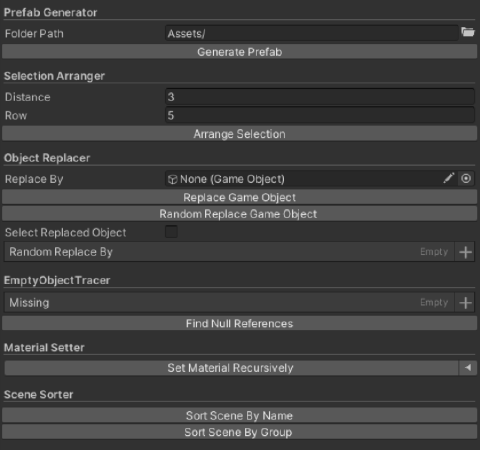 Prefab Generator
Folder Path Assets/
Generate Prefab
Selection Arranger
Distance 3
Row 5
Arrange Selection
Object Replacer
Replace By None (Game Object)
Replace Game Object
Random Replace Game Object
Select Replaced Object
Random Replace By Empty
EmptyObjectTracer
Missing Empty
Find Null References
Material Setter
Set Material Recursively
Scene Sorter
Sort Scene By Name
Sort Scene By Group